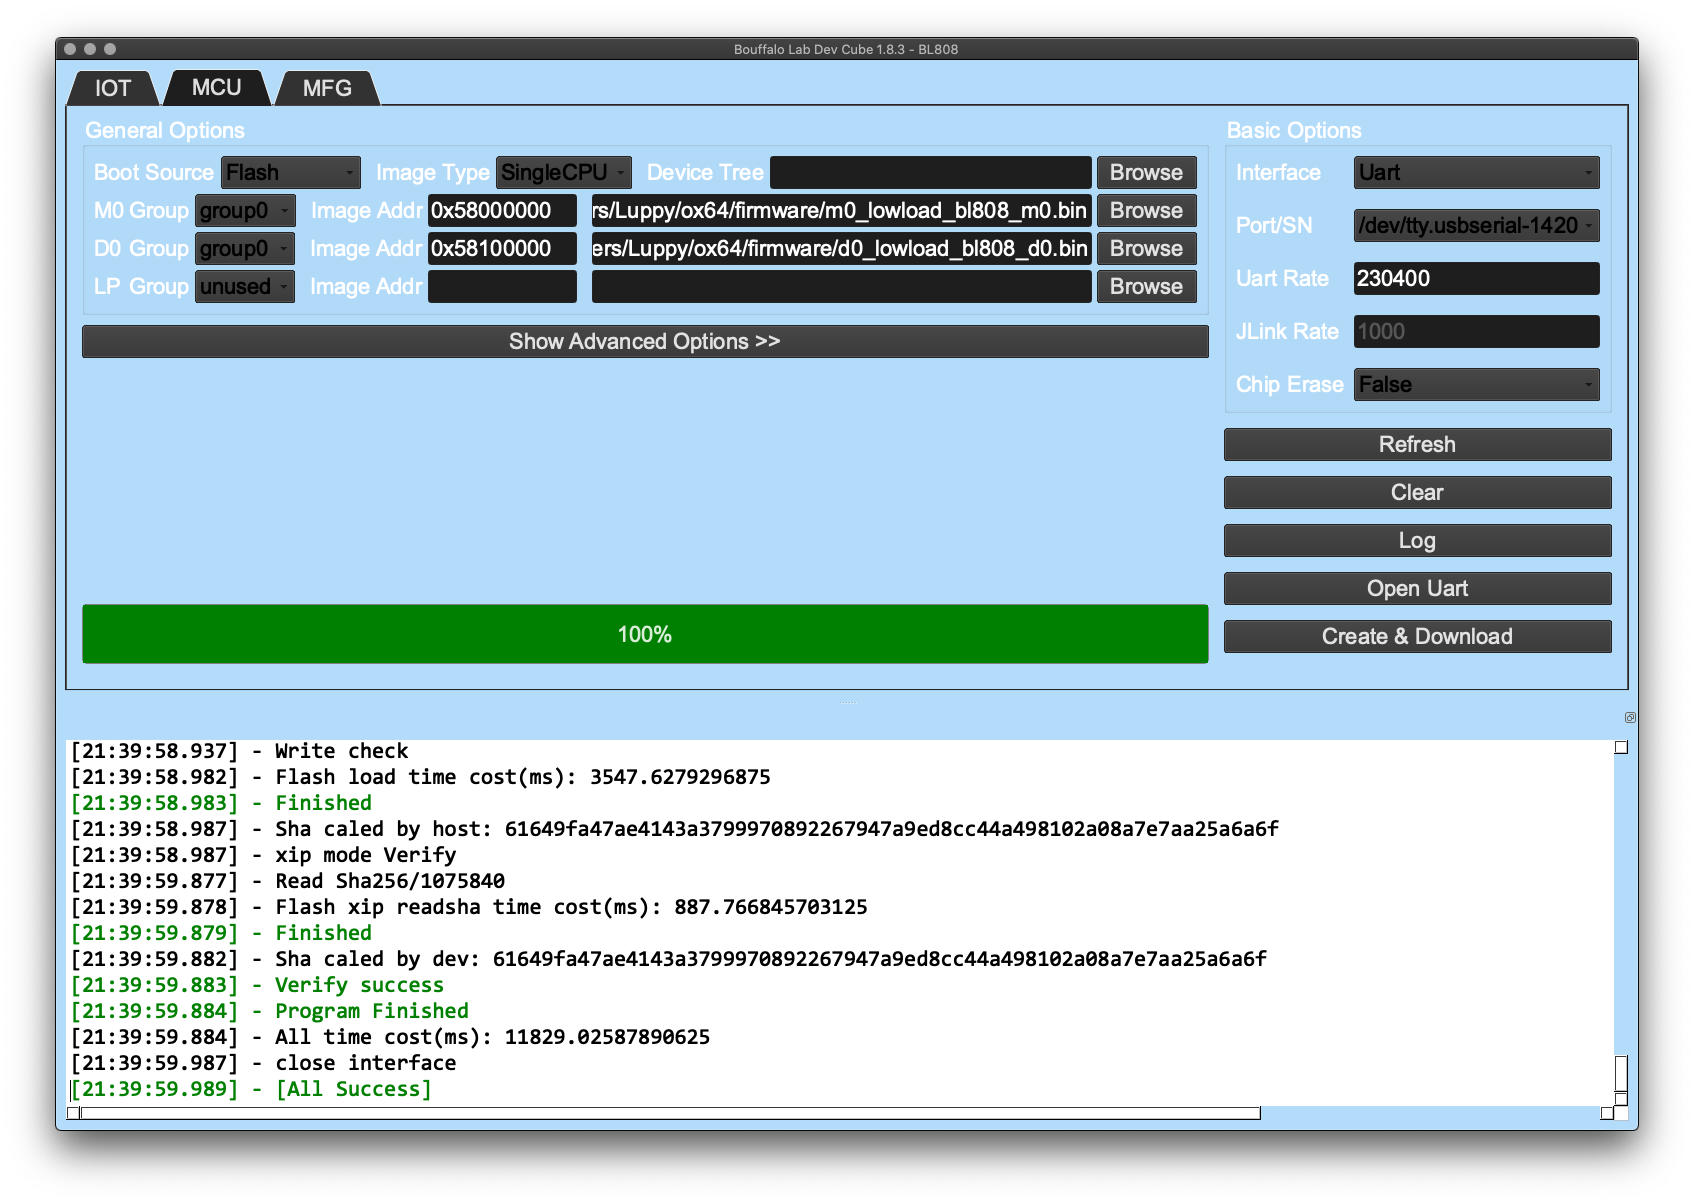 Bouffalo Lab Dev Cube 1.8.3 - BL808
IOT MCU MFG
General Options
Boot Source Flash Image Type SingleCPU Device Tree Browse
M0 Group group0 Image Addr 0x58000000 rs/Luppy/ox64/firmware/m0_lowload_bl808_m0.bin Browse
D0 Group group0 Image Addr 0x58100000 ers/Luppy/ox64/firmware/d0_lowload_bl808_d0.bin Browse
LP Group unused Image Addr Browse
Show Advanced Options >>
100%
Basic Options
Interface Uart
Port/SN /dev/tty.usbserial-1420
Uart Rate 230400
JLink Rate 1000
Chip Erase False
Refresh
Clear
Log
Open Uart
Create & Download
[21:39:58.937] - Write check
[21:39:58.982] - Flash load time cost(ms): 3547.6279296875
[21:39:58.983] - Finished
[21:39:58.987] - Sha caled by host: 61649fa47ae4143a3799970892267947a9ed8cc44a498102a08a7e7aa25a6a6f
[21:39:58.987] - xip mode Verify
[21:39:59.877] - Read Sha256/1075840
[21:39:59.878] - Flash xip readsha time cost(ms): 887.766845703125
[21:39:59.879] - Finished
[21:39:59.882] - Sha caled by dev: 61649fa47ae4143a3799970892267947a9ed8cc44a498102a08a7e7aa25a6a6f
[21:39:59.883] - Verify success
[21:39:59.884] - Program Finished
[21:39:59.884] - All time cost(ms): 11829.02587890625
[21:39:59.987] - close interface
[21:39:59.989] - [All Success]